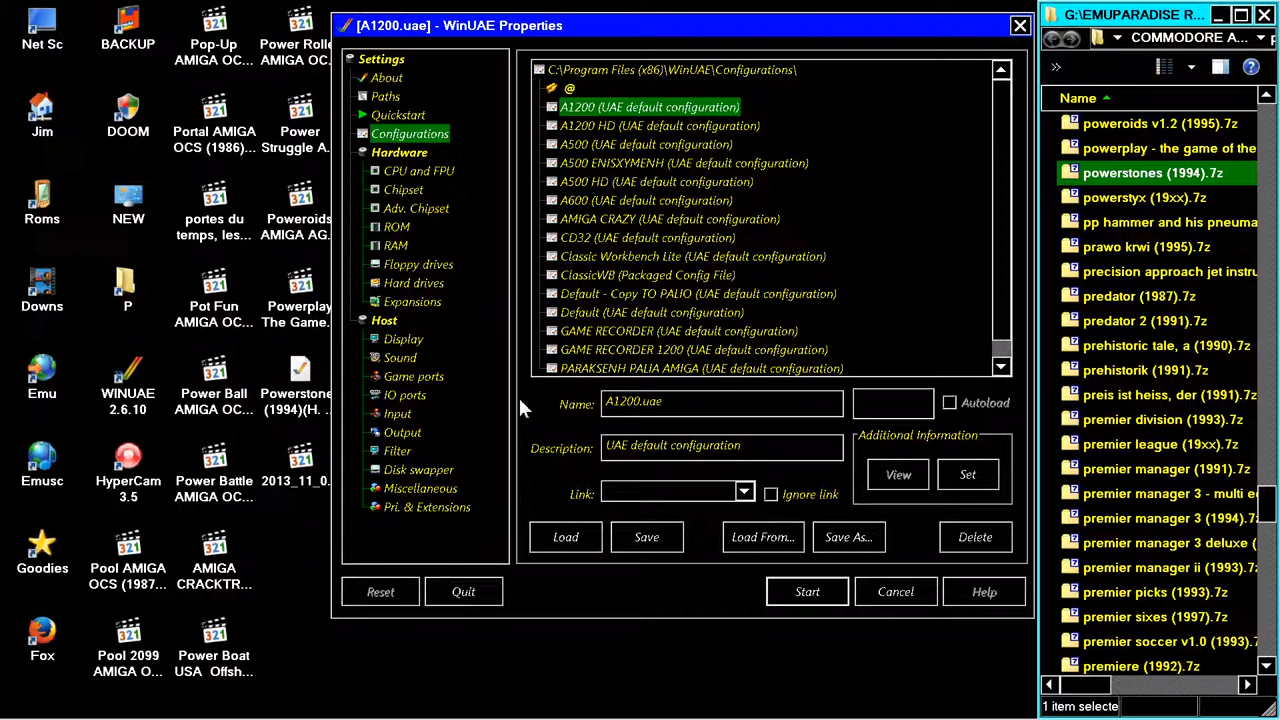 Net Sc
BACKUP
Pop-Up
AMIGA OC...
Power Rolle
AMIGA OC...
Jim
DOOM
Portal AMIGA
OCS (1986)...
Power
Struggle A...
Roms
NEW
portes du
temps, les...
Poweroids
AMIGA AG...
Downs
P
Pot Fun
AMIGA OC...
Powerplay
The Game...
Emu
WINUAE
2.6.10
Power Ball
AMIGA OC...
Powerstone
(1994)(H. ...
Emusc
HyperCam
3.5
Power Battle
AMIGA OC...
2013_11_0...
Goodies
Pool AMIGA
OCS (1987...
AMIGA
CRACKTR...
Fox
Pool 2099
AMIGA O...
Power Boat
USA Offsh...
[A1200.uae] - WinUAE Properties
Settings
About
Paths
Quickstart
Configurations
Hardware
CPU and FPU
Chipset
Adv. Chipset
ROM
RAM
Floppy drives
Hard drives
Expansions
Host
Display
Sound
Game ports
IO ports
Input
Output
Filter
Disk swapper
Miscellaneous
Pri. & Extensions
C:\Program Files (x86)\WinUAE\Configurations\
@
A1200 (UAE default configuration)
A1200 HD (UAE default configuration)
A500 (UAE default configuration)
A500 ENISXYMENH (UAE default configuration)
A500 HD (UAE default configuration)
A600 (UAE default configuration)
AMIGA CRAZY (UAE default configuration)
CD32 (UAE default configuration)
Classic Workbench Lite (UAE default configuration)
ClassicWB (Packaged Config File)
Default - Copy TO PALIO (UAE default configuration)
Default (UAE default configuration)
GAME RECORDER (UAE default configuration)
GAME RECORDER 1200 (UAE default configuration)
PARAKSENH PALIA AMIGA (UAE default configuration)
Name: A1200.uae
Autoload
Description: UAE default configuration
Additional Information
View Set
Link:
Ignore link
Load Save Load From... Save As... Delete
Reset Quit Start Cancel Help
G:\EMUPARADISE R...
COMMODORE A...
Name
poweroids v1.2 (1995).7z
powerplay - the game of the
powerstones (1994).7z
powerstyx (19xx).7z
pp hammer and his pneuma
prawo krwi (1995).7z
precision approach jet instru
predator (1987).7z
predator 2 (1991).7z
prehistoric tale, a (1990).7z
prehistorik (1991).7z
preis ist heiss, der (1991).7z
premier division (1993).7z
premier league (19xx).7z
premier manager (1991).7z
premier manager 3 - multi e
premier manager 3 (1994).7z
premier manager 3 deluxe (
premier manager ii (1993).7z
premier picks (1993).7z
premier sixes (1997).7z
premier soccer v1.0 (1993).7
premiere (1992).7z
1 item selecte